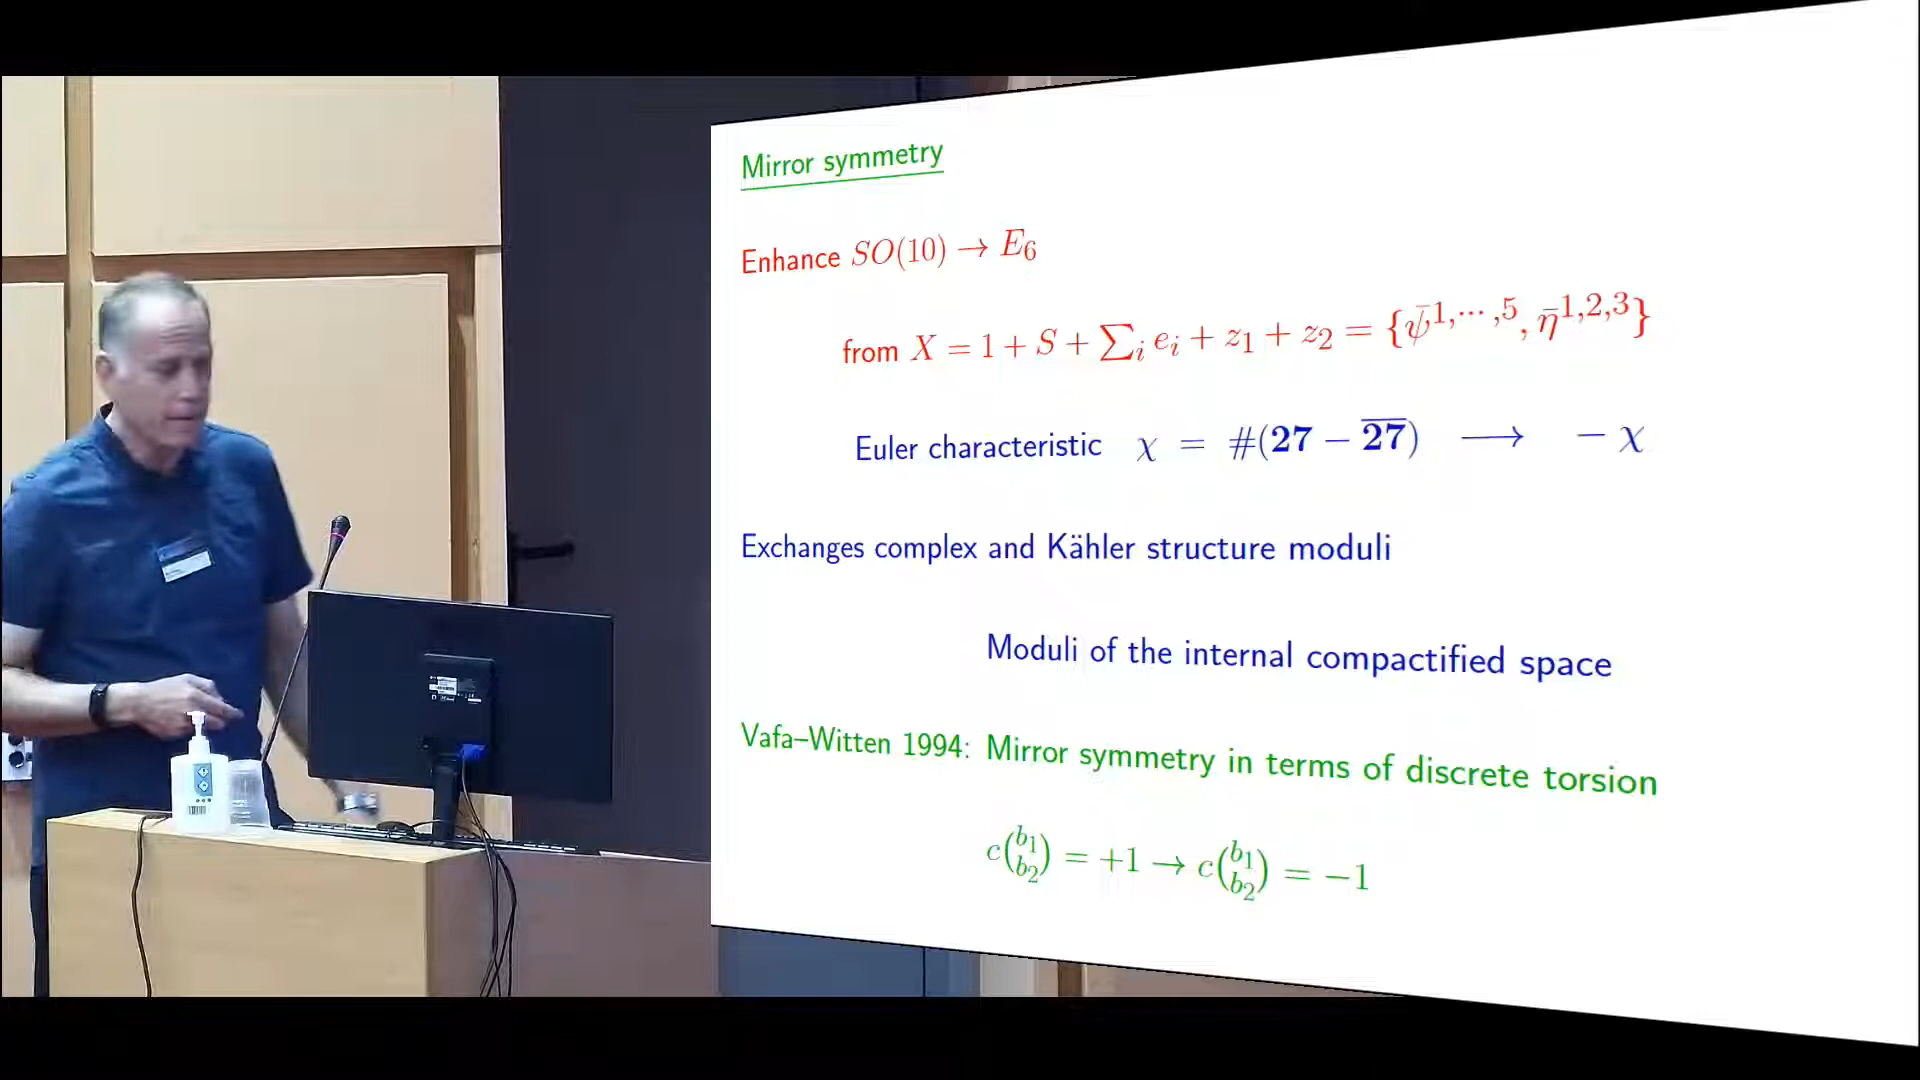 Mirror symmetry
Enhance SO(10) → E₆
from X = 1 + S + ∑ᵢ eᵢ + z₁ + z₂ = {ψ̄¹,⋯,⁵, η̄¹,²,³}
Euler characteristic χ = #(27 − 27̅) ⟶ − χ
Exchanges complex and Kähler structure moduli
Moduli of the internal compactified space
Vafa–Witten 1994: Mirror symmetry in terms of discrete torsion
c(b₁ b₂) = +1 → c(b₁ b₂) = −1